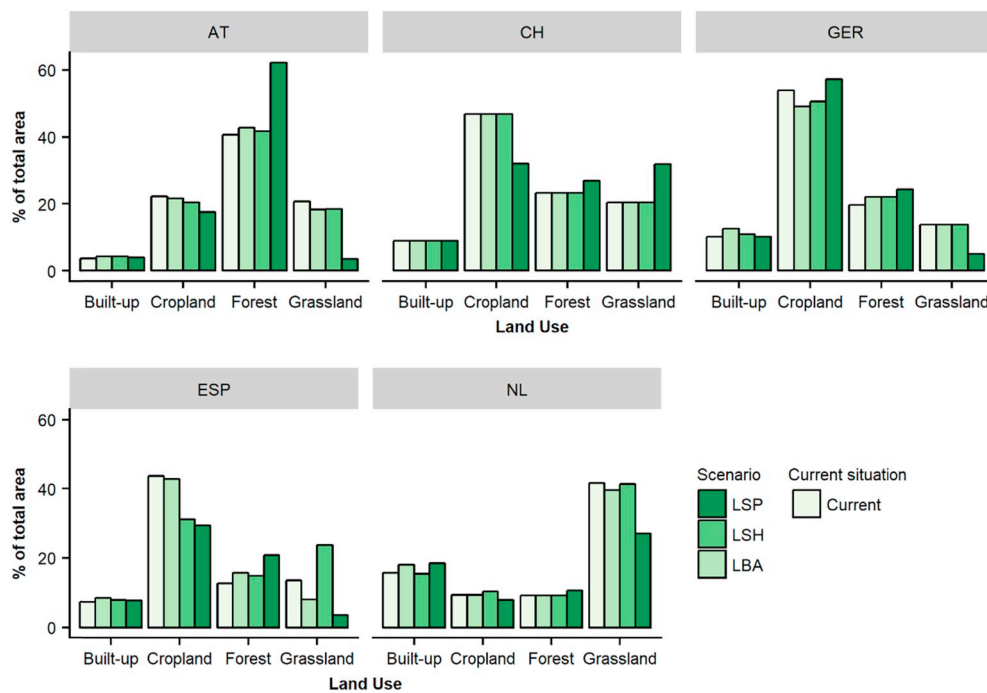 AT
CH
GER
% of total area
60
40
20
0
Built-up Cropland Forest Grassland
Built-up Cropland Forest Grassland
Built-up Cropland Forest Grassland
Land Use
ESP
NL
% of total area
60
40
20
0
Built-up Cropland Forest Grassland
Built-up Cropland Forest Grassland
Land Use
Scenario
LSP
LSH
LBA
Current situation
Current